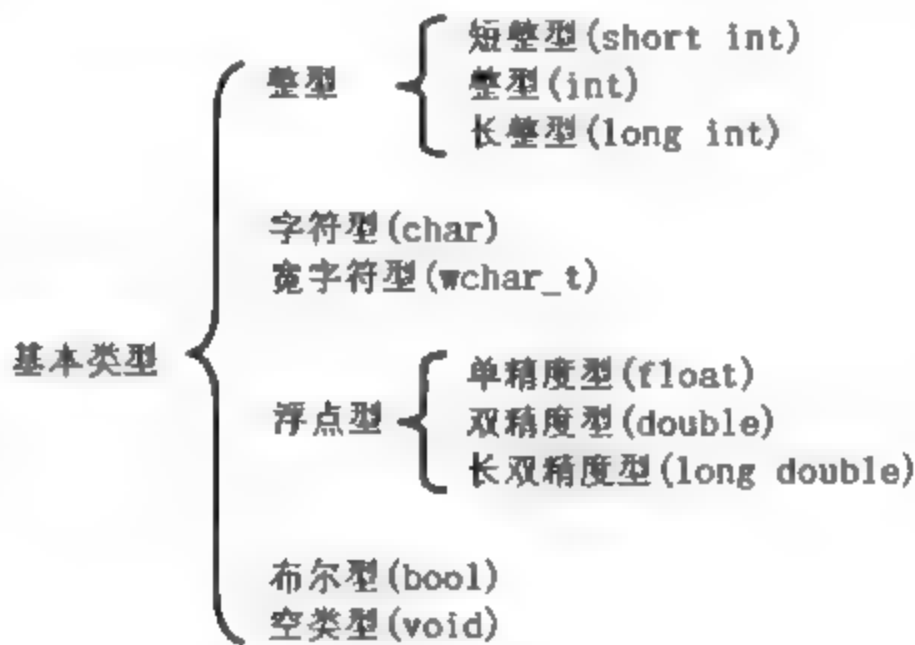 短整型(short int)
整型
整型(int)
长整型(long int)
字符型(char)
宽字符型(wchar_t)
基本类型
单精度型(float)
浮点型
双精度型(double)
长双精度型(long double)
布尔型(bool)
空类型(void)